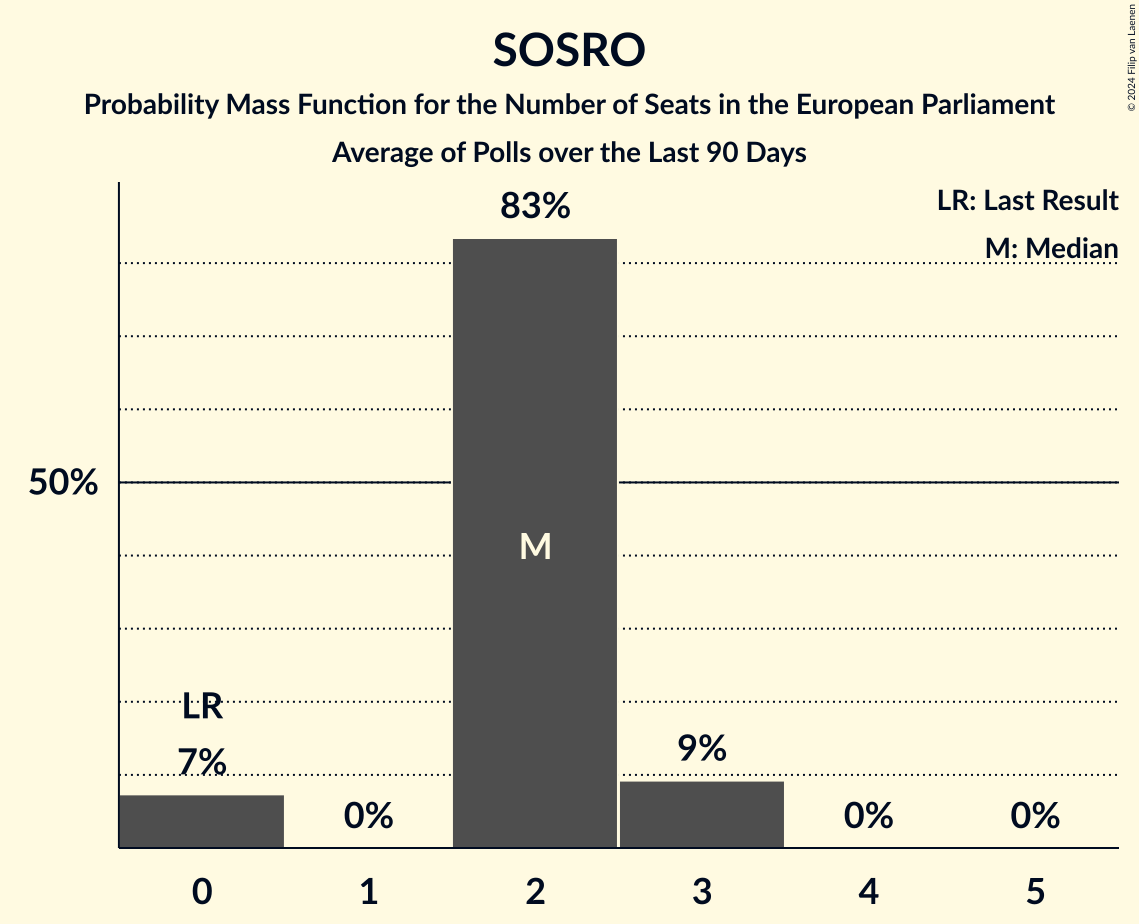 SOSRO
Probability Mass Function for the Number of Seats in the European Parliament
Average of Polls over the Last 90 Days
© 2024 Filip van Laenen
LR: Last Result
M: Median
83%
50%
M
LR
7%
0%
9%
0%
0%
0 1 2 3 4 5